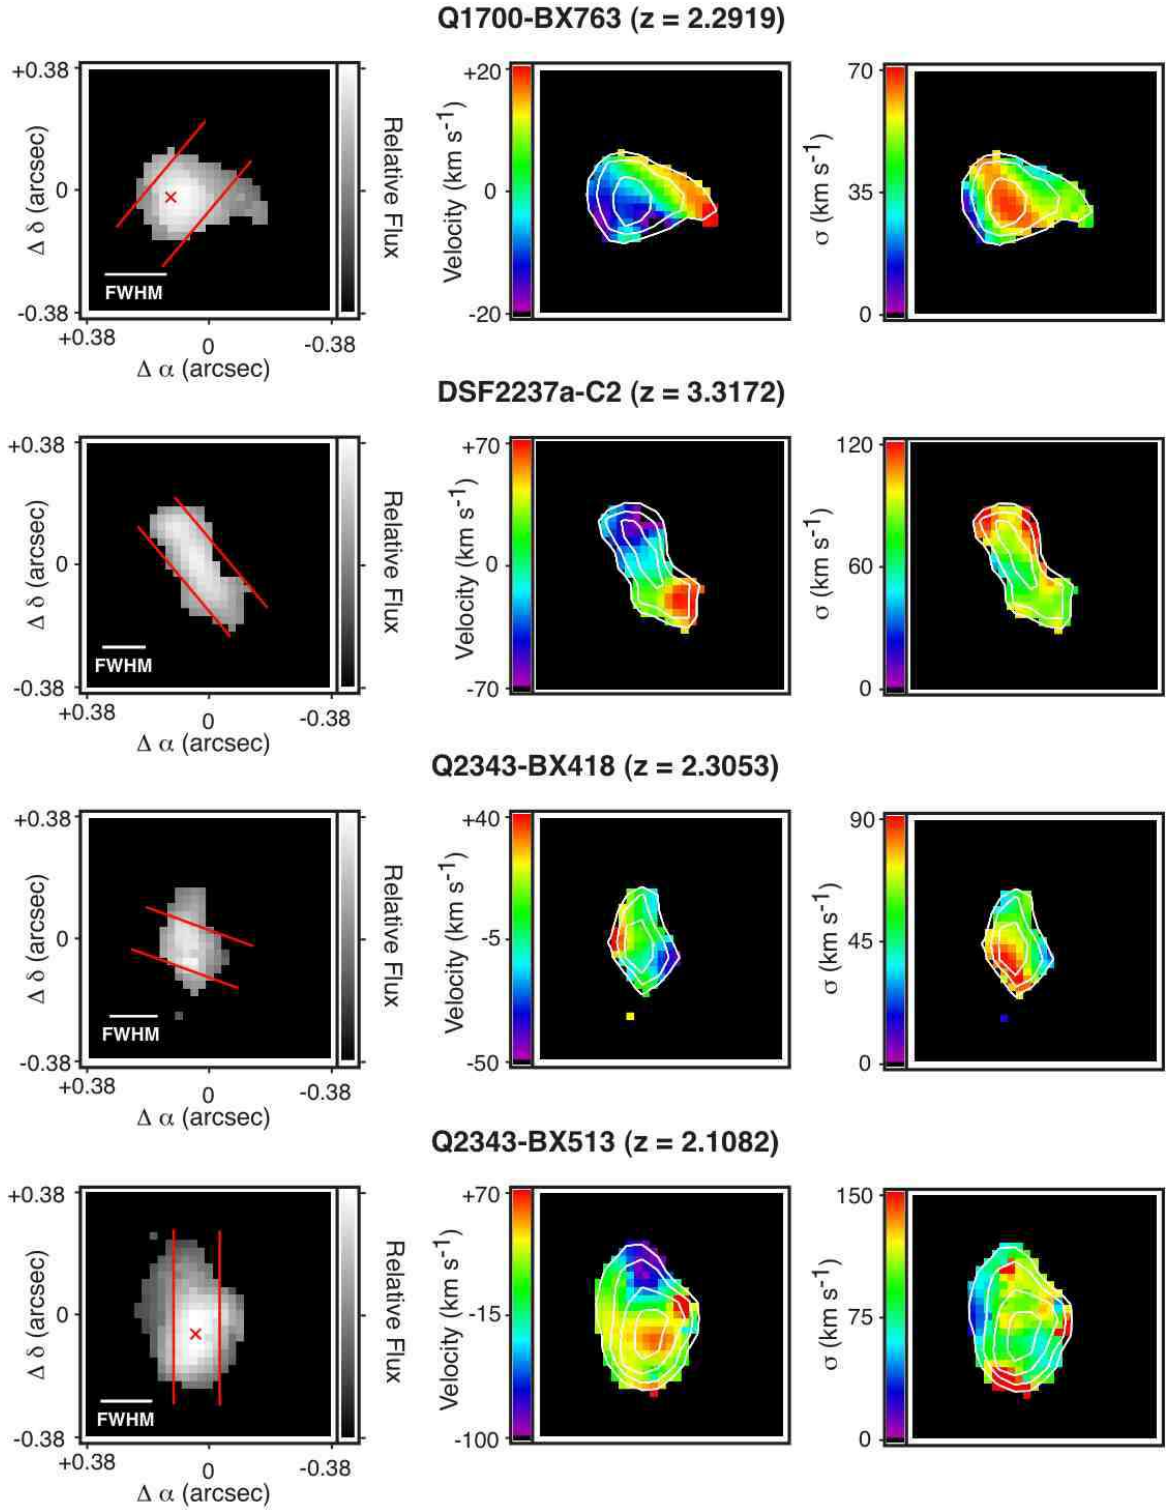 Q1700-BX763 (z = 2.2919)
+0.38
0
-0.38
Δ δ (arcsec)
FWHM
+0.38
0
-0.38
Δ α (arcsec)
Relative Flux
+20
0
-20
Velocity (km s-1)
70
35
0
σ (km s-1)
DSF2237a-C2 (z = 3.3172)
+0.38
0
-0.38
Δ δ (arcsec)
FWHM
+0.38
0
-0.38
Δ α (arcsec)
Relative Flux
+70
0
-70
Velocity (km s-1)
120
60
0
σ (km s-1)
Q2343-BX418 (z = 2.3053)
+0.38
0
-0.38
Δ δ (arcsec)
FWHM
+0.38
0
-0.38
Δ α (arcsec)
Relative Flux
+40
-5
-50
Velocity (km s-1)
90
45
0
σ (km s-1)
Q2343-BX513 (z = 2.1082)
+0.38
0
-0.38
Δ δ (arcsec)
FWHM
+0.38
0
-0.38
Δ α (arcsec)
Relative Flux
+70
-15
-100
Velocity (km s-1)
150
75
0
σ (km s-1)